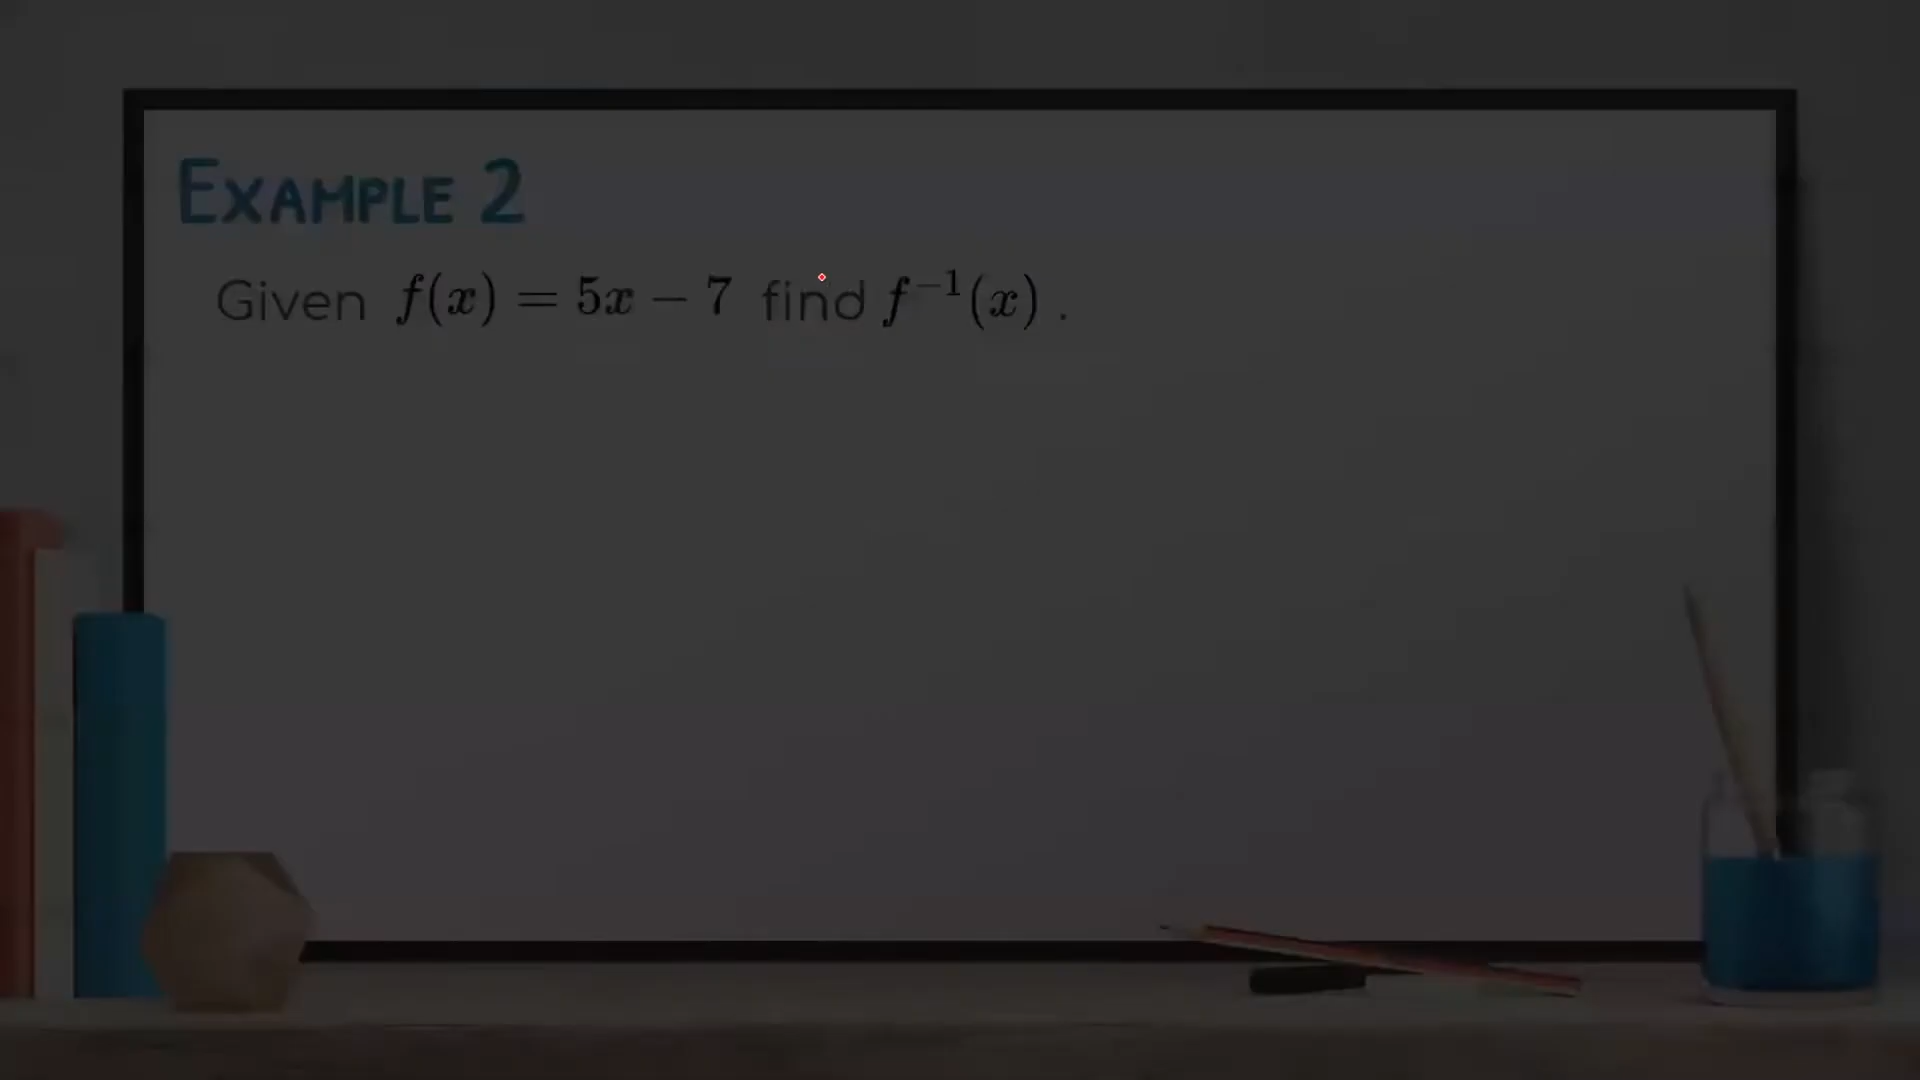 EXAMPLE 2
Given f(x) = 5x − 7 find f⁻¹(x) .